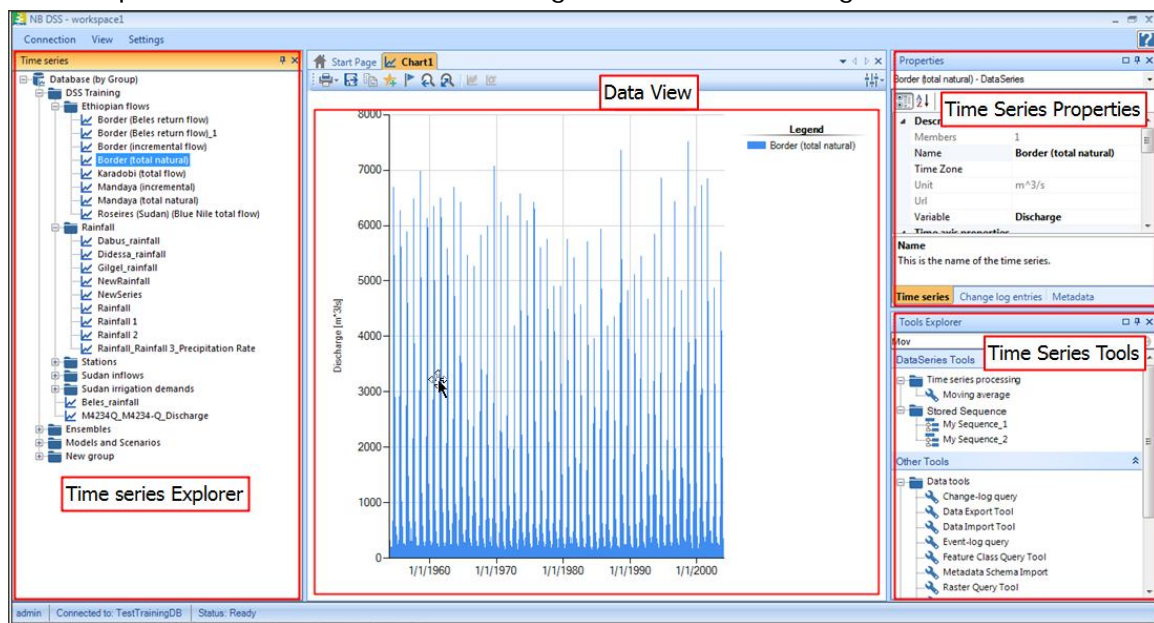 NB DSS - workspace1
Connection View Settings
Time series
Database (by Group)
DSS Training
Ethiopian flows
Border (Beles return flow)
Border (Beles return flow)_1
Border (incremental flow)
Border (total natural)
Karadobi (total flow)
Mandaya (incremental)
Mandaya (total natural)
Roseires (Sudan) (Blue Nile total flow)
Rainfall
Dabus_rainfall
Didessa_rainfall
Gilgel_rainfall
NewRainfall
NewSeries
Rainfall
Rainfall 1
Rainfall 2
Rainfall_Rainfall 3_Precipitation Rate
Stations
Sudan inflows
Sudan irrigation demands
Beles_rainfall
M4234Q_M4234-Q_Discharge
Ensembles
Models and Scenarios
New group
Time series Explorer
Start Page Chart1
Data View
Legend
Border (total natural)
Discharge [m^3/s]
8000
7000
6000
5000
4000
3000
2000
1000
0
1/1/1960 1/1/1970 1/1/1980 1/1/1990 1/1/2000
Properties
Border (total natural) - DataSeries
Time Series Properties
Members 1
Name Border (total natural)
Time Zone
Unit m^3/s
Url
Variable Discharge
Time axis properties
Name
This is the name of the time series.
Time series Change log entries Metadata
Tools Explorer
Mov
Time Series Tools
DataSeries Tools
Time series processing
Moving average
Stored Sequence
My Sequence_1
My Sequence_2
Other Tools
Data tools
Change-log query
Data Export Tool
Data Import Tool
Event-log query
Feature Class Query Tool
Metadata Schema Import
Raster Query Tool
admin Connected to: TestTrainingDB Status: Ready